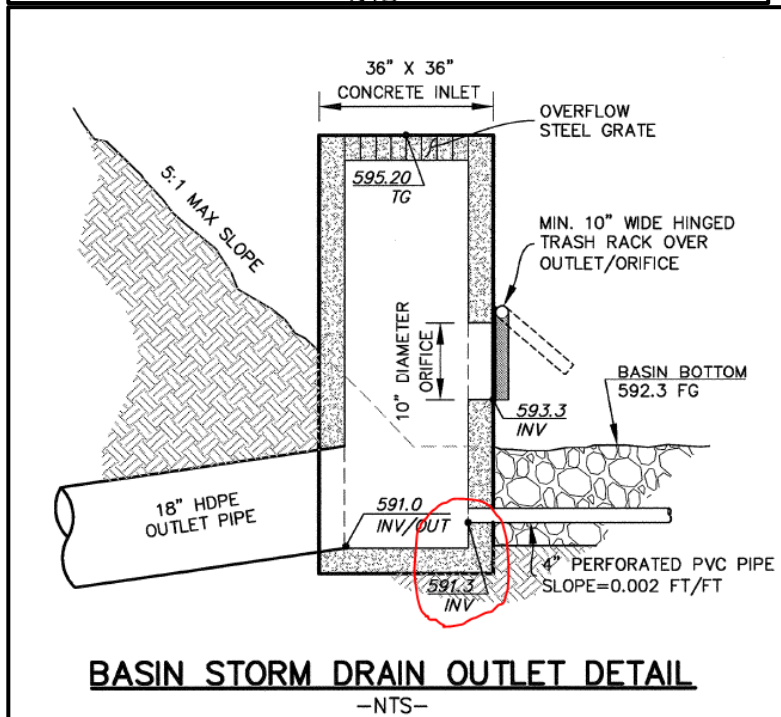 36" X 36"
CONCRETE INLET
OVERFLOW
STEEL GRATE
595.20
TG
5:1 MAX SLOPE
MIN. 10" WIDE HINGED
TRASH RACK OVER
OUTLET/ORIFICE
10" DIAMETER
ORIFICE
BASIN BOTTOM
592.3 FG
593.3
INV
18" HDPE
OUTLET PIPE
591.0
INV/OUT
591.3
INV
4" PERFORATED PVC PIPE
SLOPE=0.002 FT/FT
BASIN STORM DRAIN OUTLET DETAIL
-NTS-